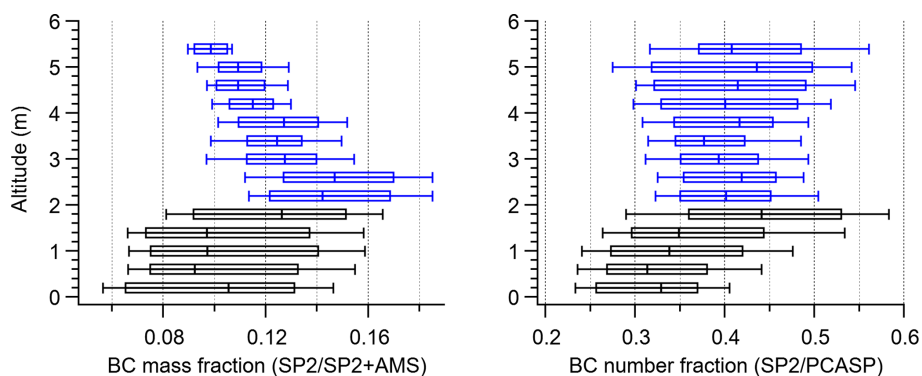 6
5
4
3
2
1
0
Altitude (m)
0.08 0.12 0.16
BC mass fraction (SP2/SP2+AMS)
6
5
4
3
2
1
0
0.2 0.3 0.4 0.5 0.6
BC number fraction (SP2/PCASP)